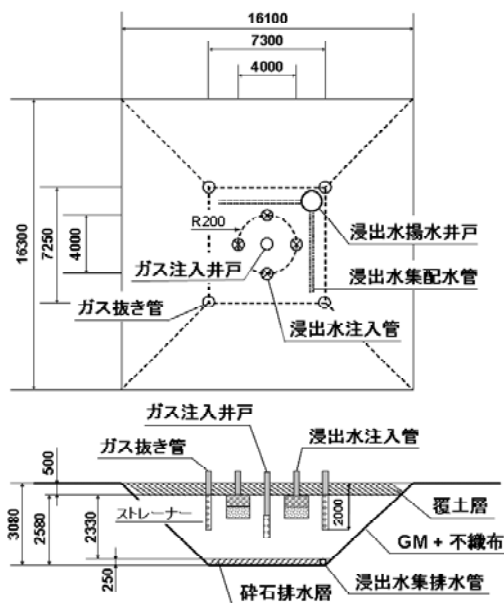 16100
7300
4000
16300
7250
4000
R200
浸出水揚水井戸
ガス注入井戸
浸出水集配水管
ガス抜き管
浸出水注入管
ガス注入井戸
ガス抜き管
浸出水注入管
500
3080
2580
2330
250
ストレーナー
2000
覆土層
GM + 不織布
浸出水集排水管
砕石排水層